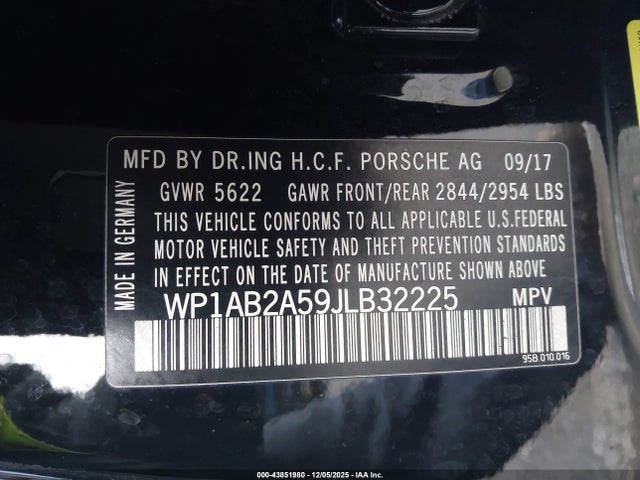 MFD BY DR.ING H.C.F. PORSCHE AG 09/17
GVWR 5622 GAWR FRONT/REAR 2844/2954 LBS
THIS VEHICLE CONFORMS TO ALL APPLICABLE U.S.FEDERAL
MOTOR VEHICLE SAFETY AND THEFT PREVENTION STANDARDS
IN EFFECT ON THE DATE OF MANUFACTURE SHOWN ABOVE
WP1AB2A59JLB32225 MPV
95B.010.016
MADE IN GERMANY
000-43851980 - 12/05/2025 - IAA Inc.